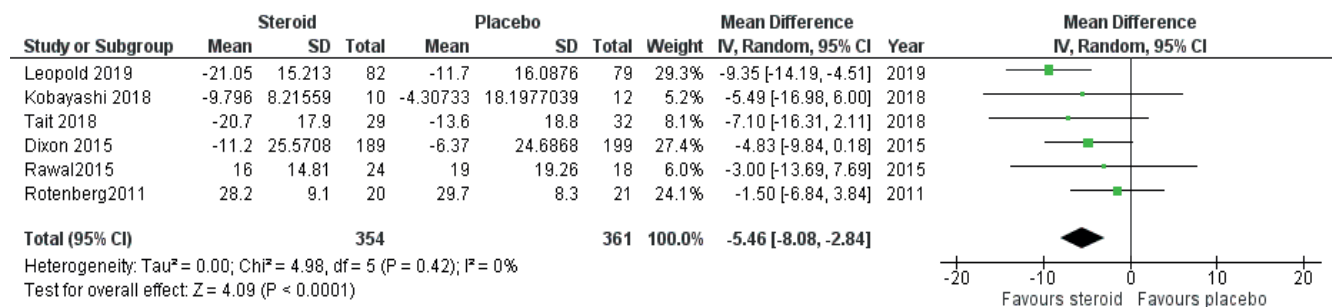 Steroid Placebo Mean Difference Mean Difference
Study or Subgroup Mean SD Total Mean SD Total Weight IV, Random, 95% CI Year IV, Random, 95% CI
Leopold 2019 -21.05 15.213 82 -11.7 16.0876 79 29.3% -9.35 [-14.19, -4.51] 2019
Kobayashi 2018 -9.796 8.21559 10 -4.30733 18.1977039 12 5.2% -5.49 [-16.98, 6.00] 2018
Tait 2018 -20.7 17.9 29 -13.6 18.8 32 8.1% -7.10 [-16.31, 2.11] 2018
Dixon 2015 -11.2 25.5708 189 -6.37 24.6868 199 27.4% -4.83 [-9.84, 0.18] 2015
Rawal2015 16 14.81 24 19 19.26 18 6.0% -3.00 [-13.69, 7.69] 2015
Rotenberg2011 28.2 9.1 20 29.7 8.3 21 24.1% -1.50 [-6.84, 3.84] 2011
Total (95% CI) 354 361 100.0% -5.46 [-8.08, -2.84]
Heterogeneity: Tau² = 0.00; Chi² = 4.98, df = 5 (P = 0.42); I² = 0%
Test for overall effect: Z = 4.09 (P < 0.0001)
-20 -10 0 10 20
Favours steroid Favours placebo